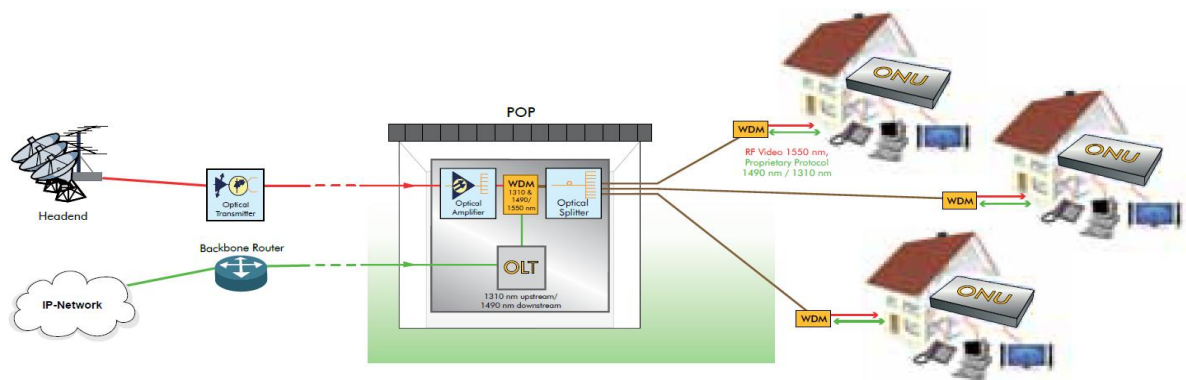 POP
Headend
Optical
Transmitter
Backbone Router
IP-Network
Optical
Amplifier
WDM
1310 &
1490/
1550 nm
Optical
Splitter
OLT
1310 nm upstream/
1490 nm downstream
WDM
RF Video 1550 nm,
Proprietary Protocol
1490 nm / 1310 nm
ONU
WDM
ONU
WDM
ONU